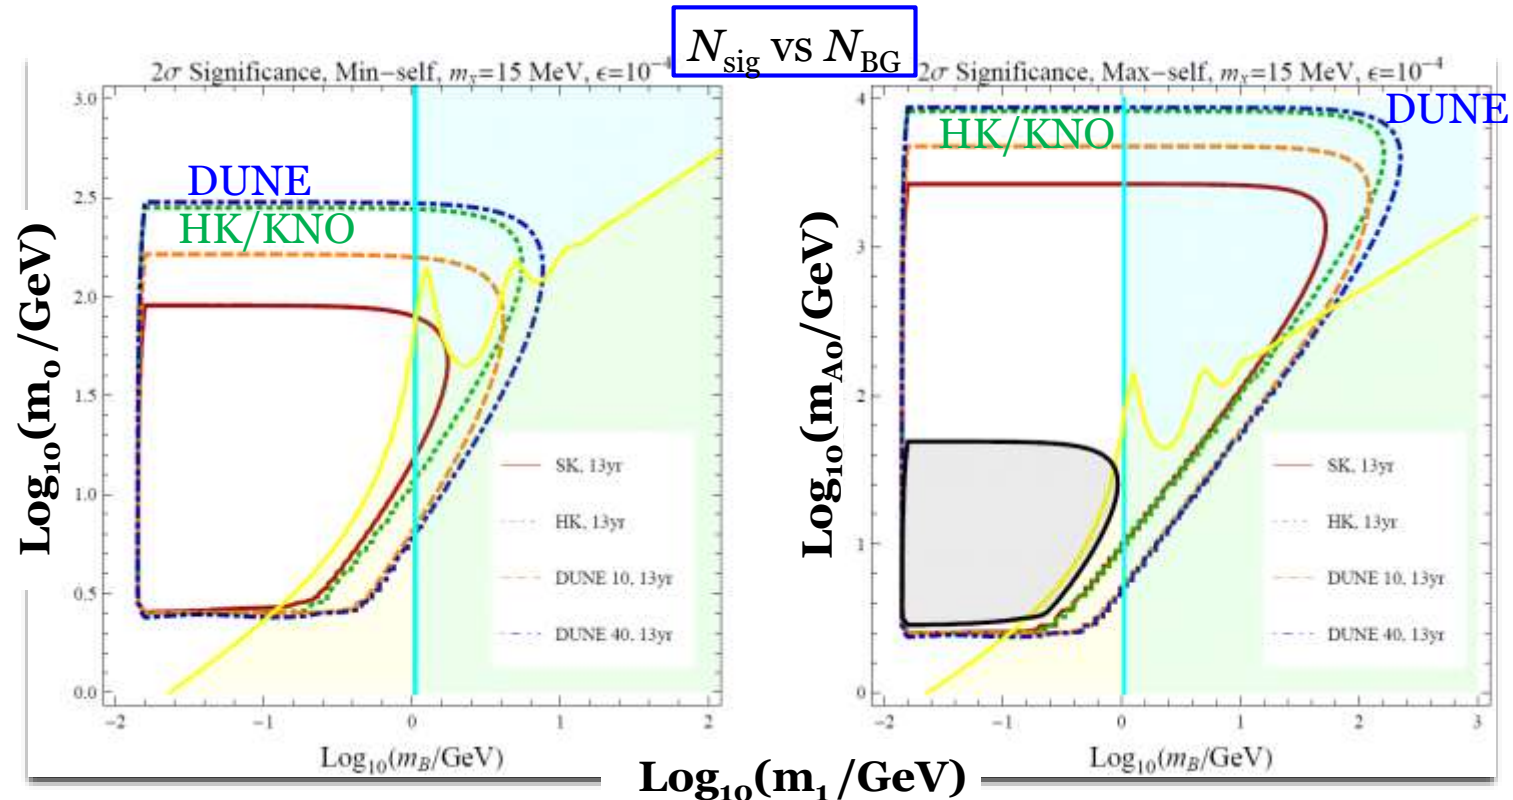 N_sig vs N_BG
2σ Significance, Min−self, m_x=15 MeV, ϵ=10^-4
2σ Significance, Max−self, m_x=15 MeV, ϵ=10^-4
DUNE
HK/KNO
DUNE
HK/KNO
Log₁₀(m₀/GeV)
3.0
2.5
2.0
1.5
1.0
0.5
0.0
SK, 13yr
HK, 13yr
DUNE 10, 13yr
DUNE 40, 13yr
−2 −1 0 1 2
Log₁₀(m_B/GeV)
Log₁₀(m_A0/GeV)
4
3
2
1
0
SK, 13yr
HK, 13yr
DUNE 10, 13yr
DUNE 40, 13yr
−2 −1 0 1 2 3
Log₁₀(m_B/GeV)
Log₁₀(m₁/GeV)